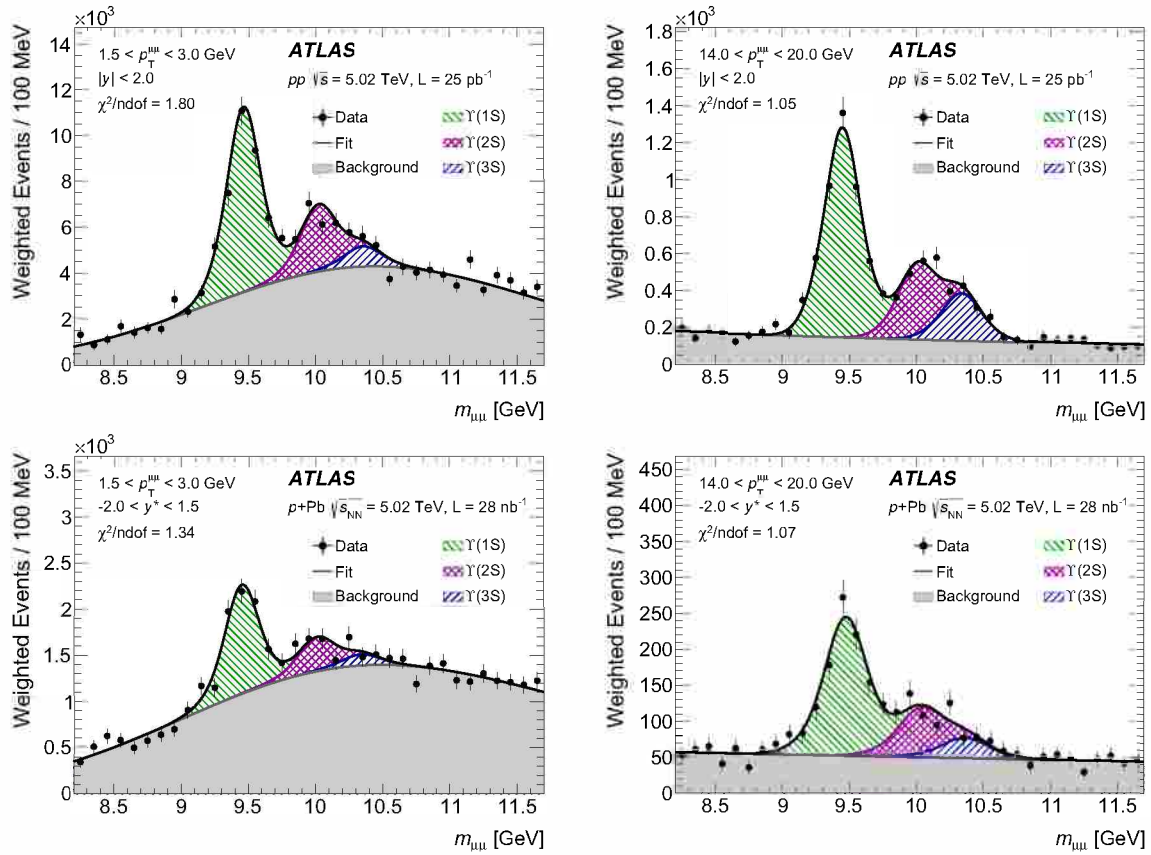 ×10³
14
12
10
8
6
4
2
0
Weighted Events / 100 MeV
1.5 < p_T^μμ < 3.0 GeV
|y| < 2.0
χ²/ndof = 1.80
ATLAS
pp √s = 5.02 TeV, L = 25 pb⁻¹
Data
Fit
Background
ϒ(1S)
ϒ(2S)
ϒ(3S)
8.5 9 9.5 10 10.5 11 11.5
m_μμ [GeV]
×10³
1.8
1.6
1.4
1.2
1
0.8
0.6
0.4
0.2
0
Weighted Events / 100 MeV
14.0 < p_T^μμ < 20.0 GeV
|y| < 2.0
χ²/ndof = 1.05
ATLAS
pp √s = 5.02 TeV, L = 25 pb⁻¹
Data
Fit
Background
ϒ(1S)
ϒ(2S)
ϒ(3S)
8.5 9 9.5 10 10.5 11 11.5
m_μμ [GeV]
×10³
3.5
3
2.5
2
1.5
1
0.5
0
Weighted Events / 100 MeV
1.5 < p_T^μμ < 3.0 GeV
-2.0 < y* < 1.5
χ²/ndof = 1.34
ATLAS
p+Pb √s_NN = 5.02 TeV, L = 28 nb⁻¹
Data
Fit
Background
ϒ(1S)
ϒ(2S)
ϒ(3S)
8.5 9 9.5 10 10.5 11 11.5
m_μμ [GeV]
450
400
350
300
250
200
150
100
50
0
Weighted Events / 100 MeV
14.0 < p_T^μμ < 20.0 GeV
-2.0 < y* < 1.5
χ²/ndof = 1.07
ATLAS
p+Pb √s_NN = 5.02 TeV, L = 28 nb⁻¹
Data
Fit
Background
ϒ(1S)
ϒ(2S)
ϒ(3S)
8.5 9 9.5 10 10.5 11 11.5
m_μμ [GeV]